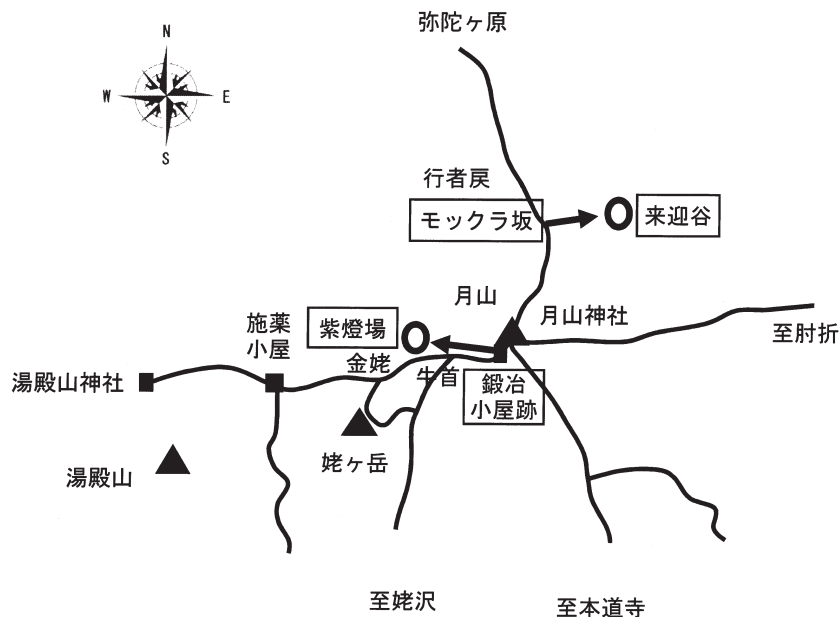 弥陀ヶ原
N
W
E
S
行者戻
モックラ坂
来迎谷
月山
月山神社
紫燈場
施薬
小屋
金姥
牛首
至肘折
湯殿山神社
鍛冶
小屋跡
姥ヶ岳
湯殿山
至姥沢
至本道寺